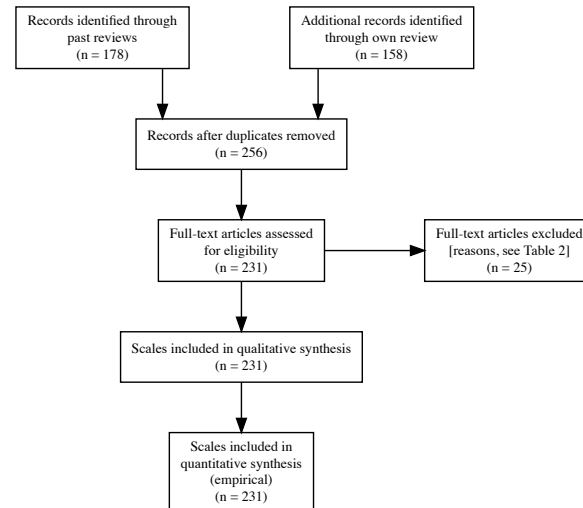 Records identified through
past reviews
(n = 178)
Additional records identified
through own review
(n = 158)
Records after duplicates removed
(n = 256)
Full-text articles assessed
for eligibility
(n = 231)
Full-text articles excluded
[reasons, see Table 2]
(n = 25)
Scales included in qualitative synthesis
(n = 231)
Scales included in
quantitative synthesis
(empirical)
(n = 231)